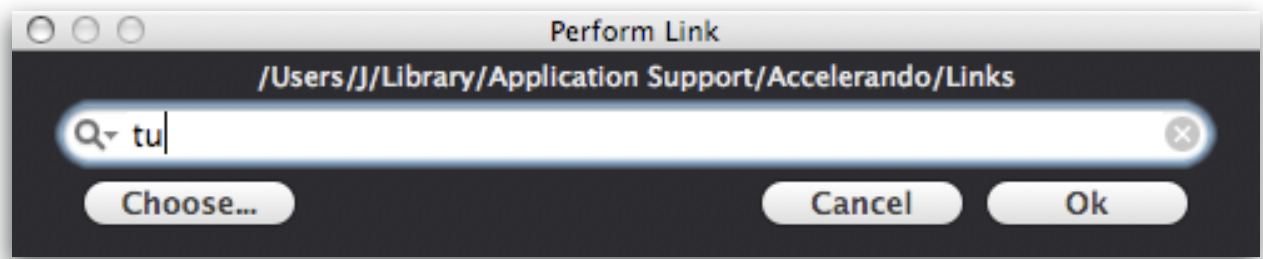 Perform Link
/Users/J/Library/Application Support/Accelerando/Links
tu
Choose... Cancel Ok